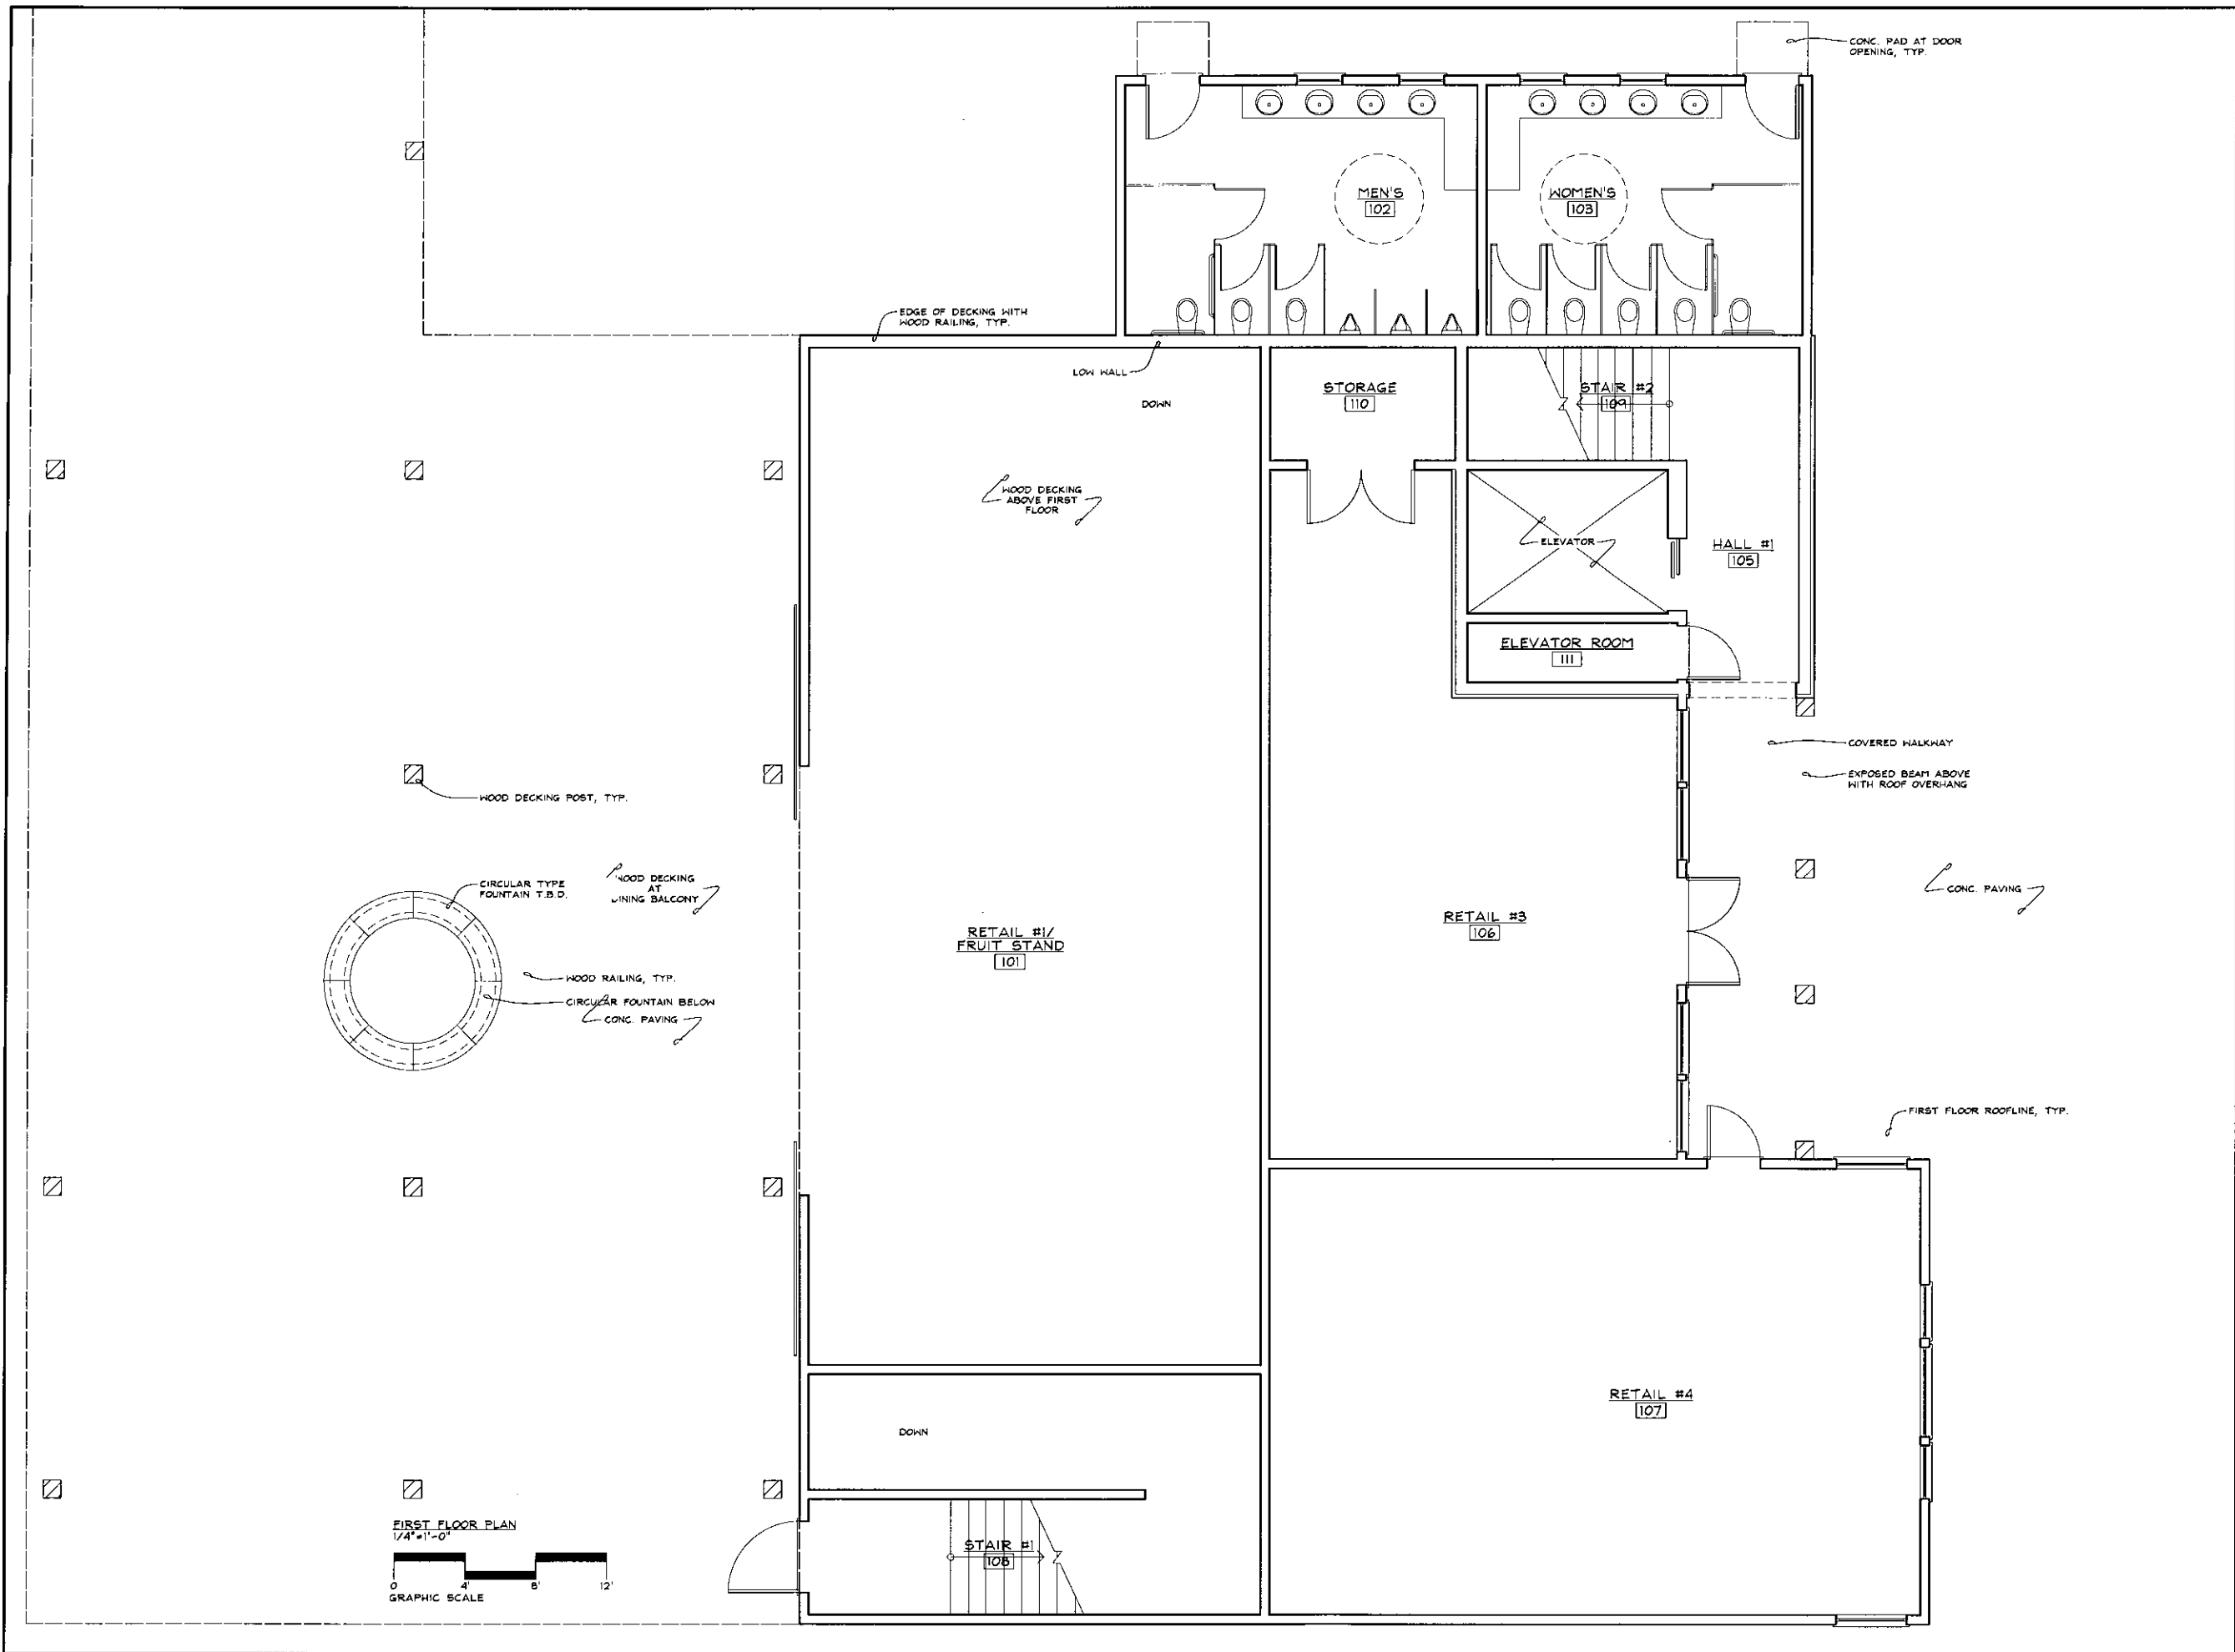 CONC. PAD AT DOOR
OPENING, TYP.
MEN'S
102
WOMEN'S
103
EDGE OF DECKING WITH
WOOD RAILING, TYP.
LOW WALL
DOWN
STORAGE
110
STAIR #2
109
WOOD DECKING
ABOVE FIRST
FLOOR
ELEVATOR
HALL #1
105
ELEVATOR ROOM
111
COVERED WALKWAY
EXPOSED BEAM ABOVE
WITH ROOF OVERHANG
WOOD DECKING POST, TYP.
CIRCULAR TYPE
FOUNTAIN T.B.D.
WOOD DECKING
AT
DINING BALCONY
CONC. PAVING
RETAIL #3
106
RETAIL #1/
FRUIT STAND
101
WOOD RAILING, TYP.
CIRCULAR FOUNTAIN BELOW
CONC. PAVING
FIRST FLOOR ROOFLINE, TYP.
RETAIL #4
107
DOWN
FIRST FLOOR PLAN
1/4"=1'-0"
STAIR #1
108
0 4' 8' 12'
GRAPHIC SCALE